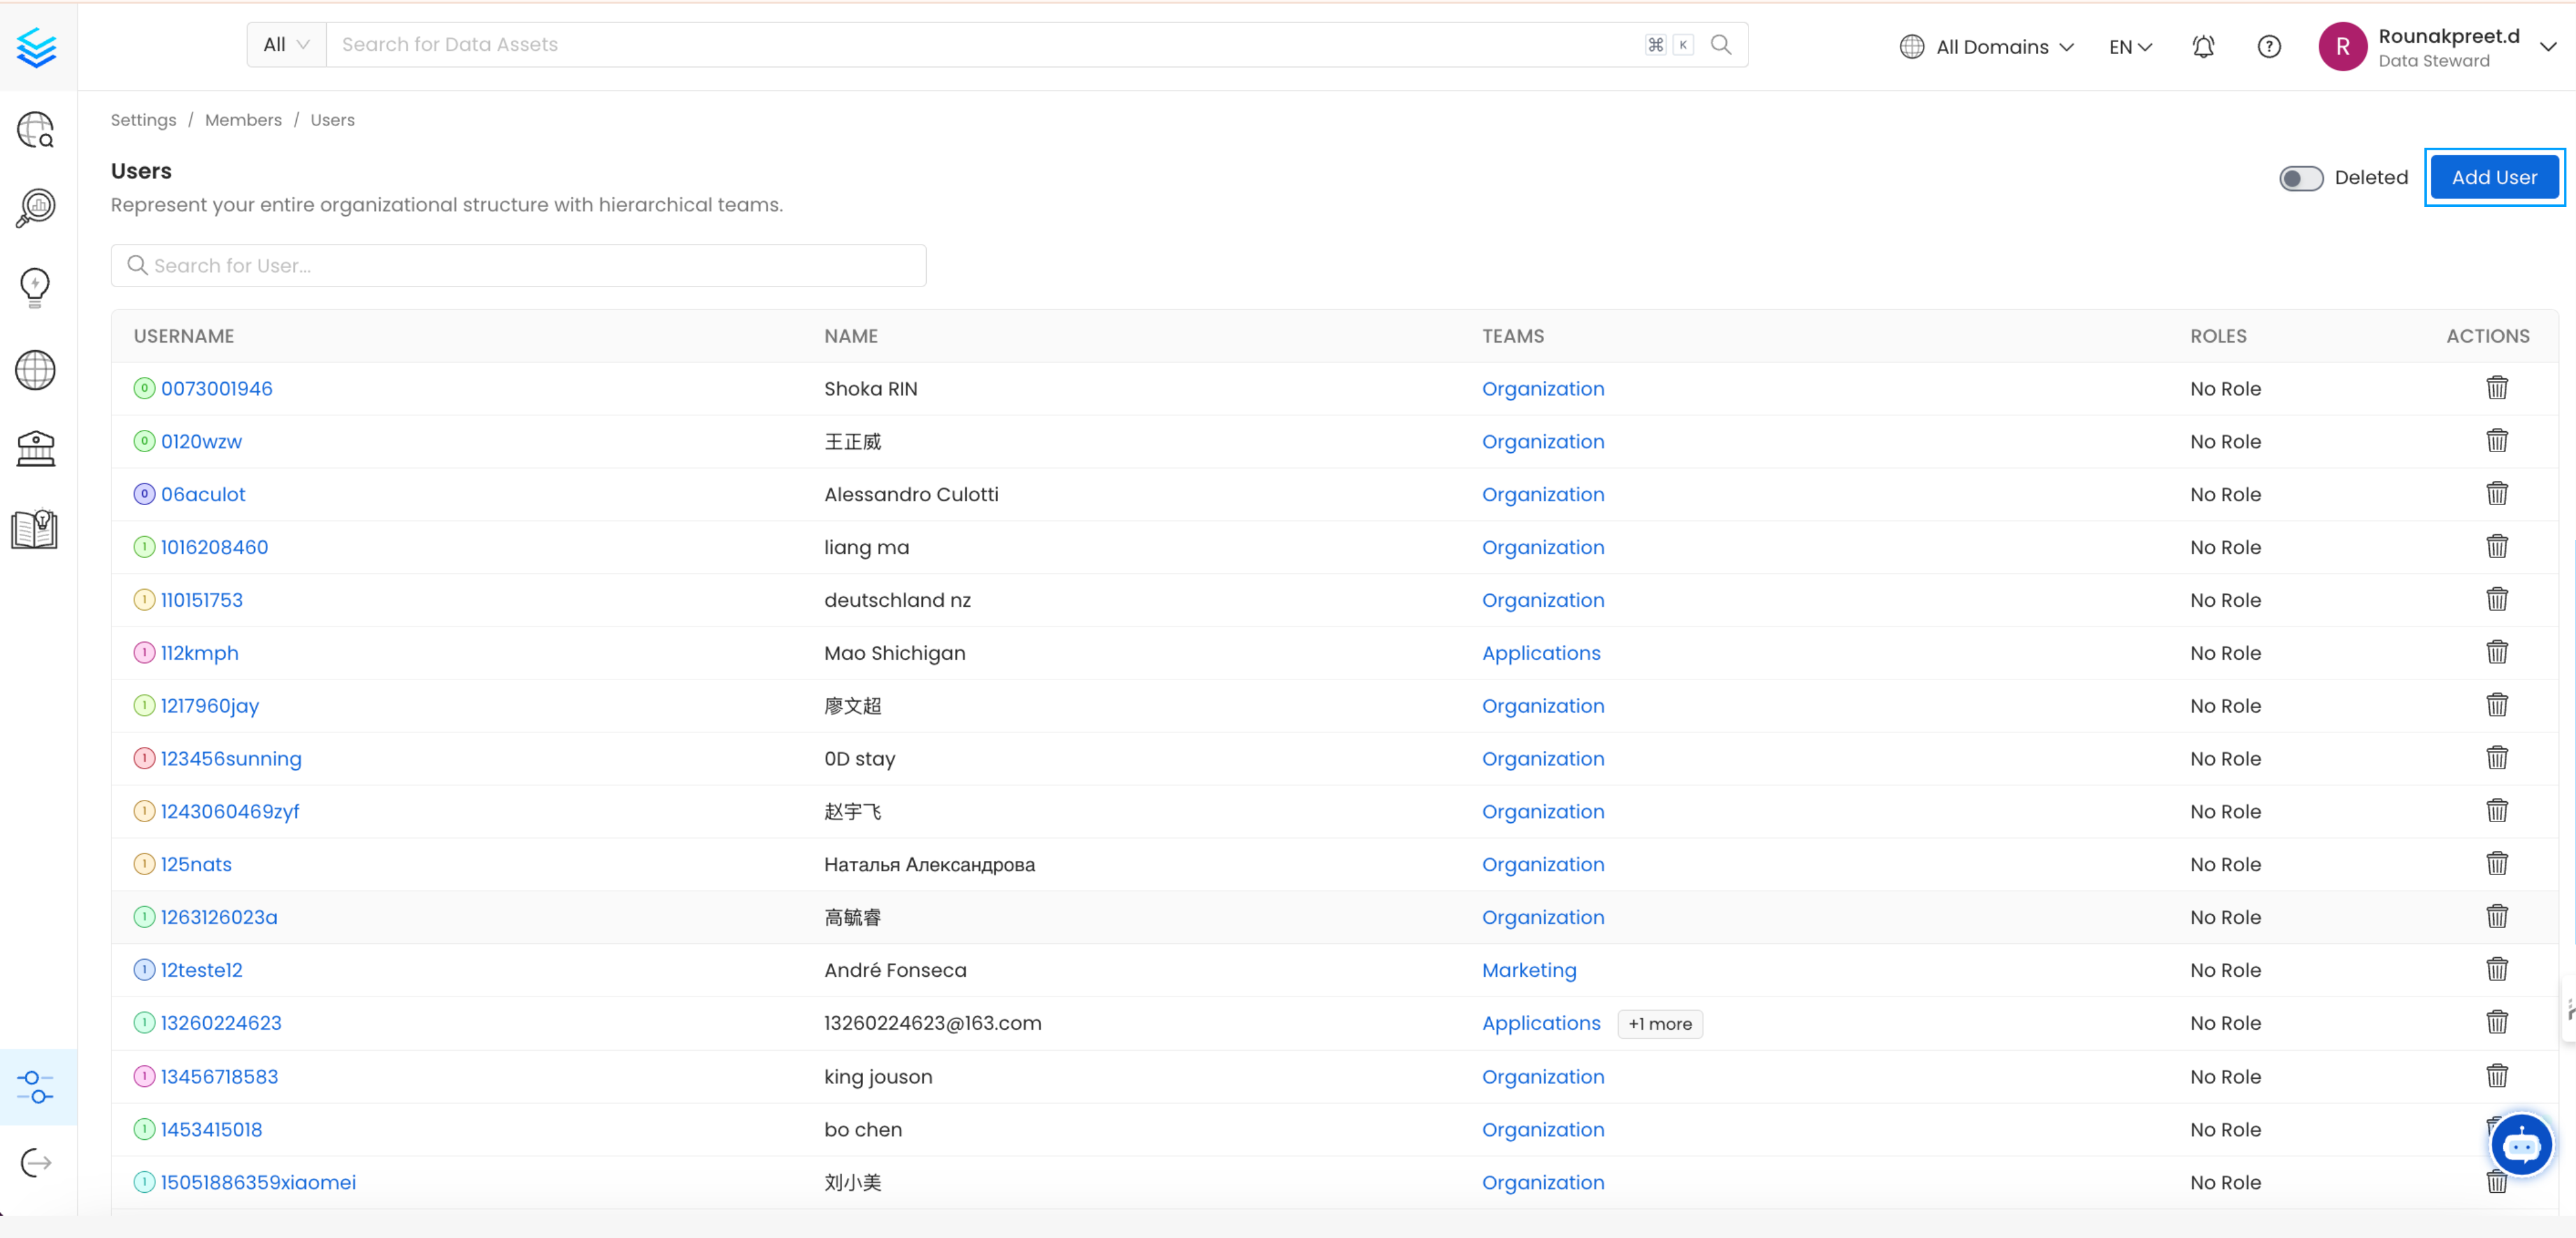 All Search for Data Assets ⌘ K All Domains EN R Rounakpreet.d
Data Steward
Settings / Members / Users
Users
Represent your entire organizational structure with hierarchical teams.
Deleted Add User
Search for User...
USERNAME NAME TEAMS ROLES ACTIONS
0 0073001946 Shoka RIN Organization No Role
0 0120wzw 王正威 Organization No Role
0 06aculot Alessandro Culotti Organization No Role
1 1016208460 liang ma Organization No Role
1 110151753 deutschland nz Organization No Role
1 112kmph Mao Shichigan Applications No Role
1 1217960jay 廖文超 Organization No Role
1 123456sunning 0D stay Organization No Role
1 1243060469zyf 赵宇飞 Organization No Role
1 125nats Наталья Александрова Organization No Role
1 1263126023a 高毓睿 Organization No Role
1 12teste12 André Fonseca Marketing No Role
1 13260224623 13260224623@163.com Applications +1 more No Role
1 13456718583 king jouson Organization No Role
1 1453415018 bo chen Organization No Role
1 15051886359xiaomei 刘小美 Organization No Role